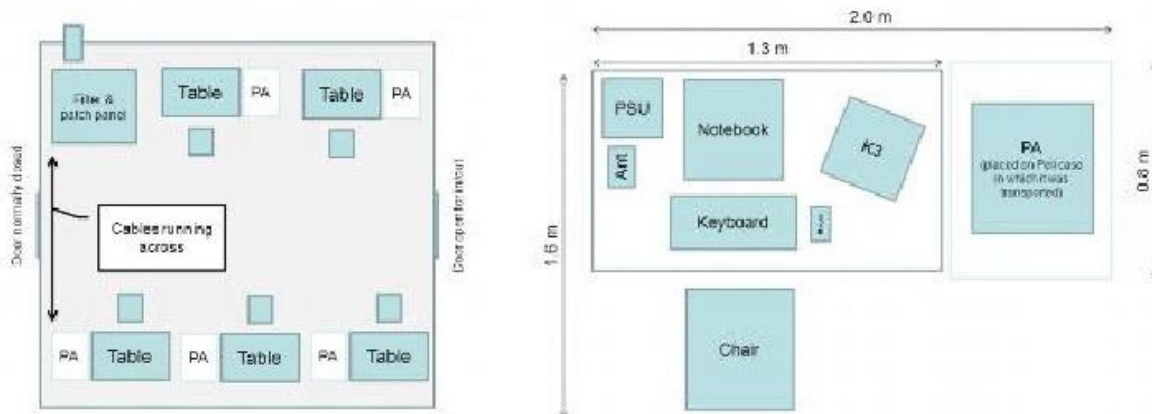 2.0 m
1.3 m
Filter &
patch panel
Table
PA
Table
PA
PSU
Notebook
K3
Ant
PA
(placed on Pelicase
in which it was
transported)
Keyboard
0.8 m
1.6 m
Door normally closed
Cables running
across
Door open for in/out
Chair
PA
Table
PA
Table
PA
Table